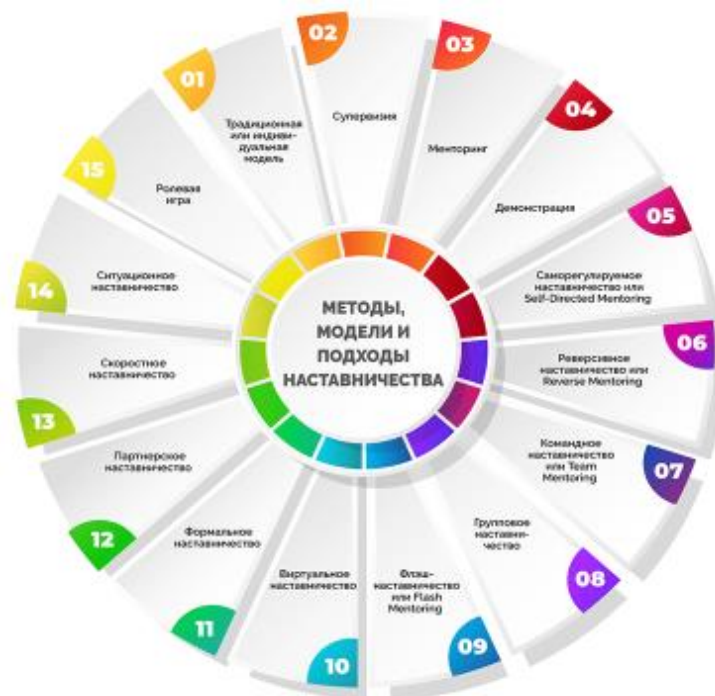 МЕТОДЫ,
МОДЕЛИ И
ПОДХОДЫ
НАСТАВНИЧЕСТВА
01
Традиционная
или индиви-
дуальная
модель
02
Супервизия
03
Менторинг
04
Демонстрация
05
Саморегулируемое
наставничество или
Self-Directed Mentoring
06
Реверсивное
наставничество или
Reverse Mentoring
07
Командное
наставничество
или Team
Mentoring
08
Групповое
наставни-
чество
09
Флэш-
наставничество
или Flash
Mentoring
10
Виртуальное
наставничество
11
Формальное
наставничество
12
Партнерское
наставничество
13
Скоростное
наставничество
14
Ситуационное
наставничество
15
Ролевая
игра